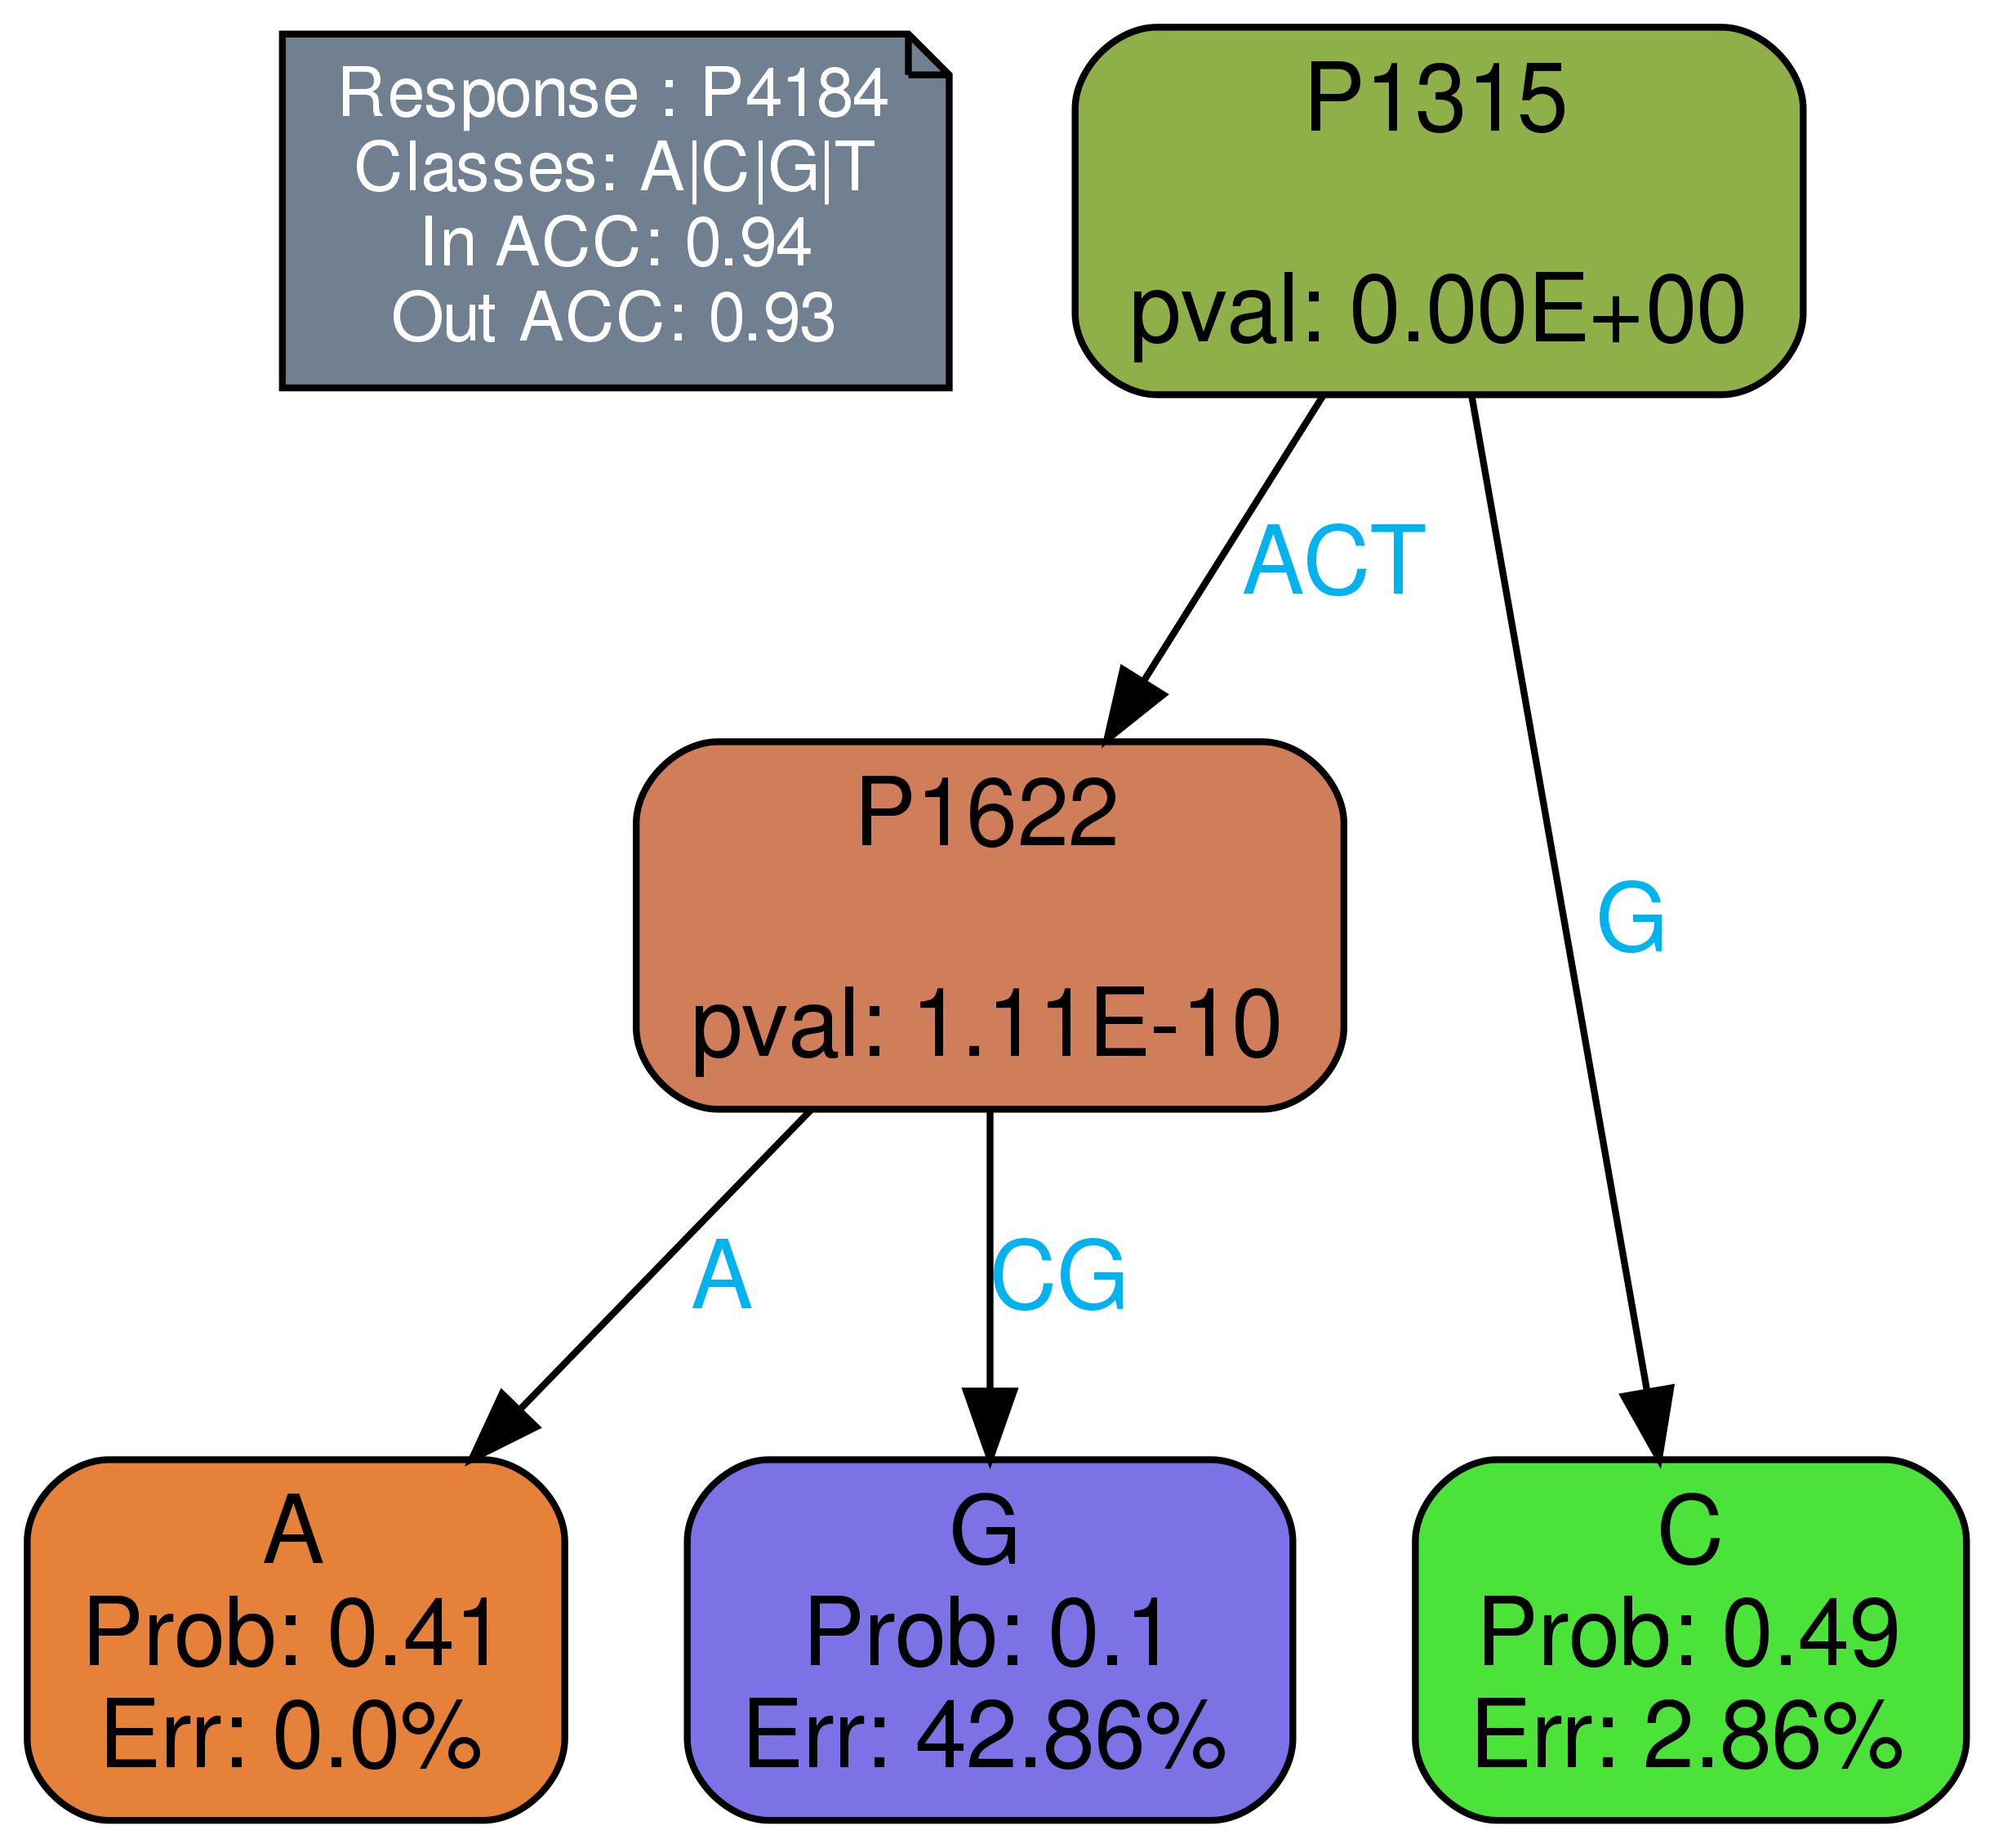 Response : P4184
Classes: A|C|G|T
In ACC: 0.94
Out ACC: 0.93
P1315
pval: 0.00E+00
ACT
P1622
pval: 1.11E-10
G
A
CG
A
Prob: 0.41
Err: 0.0%
G
Prob: 0.1
Err: 42.86%
C
Prob: 0.49
Err: 2.86%